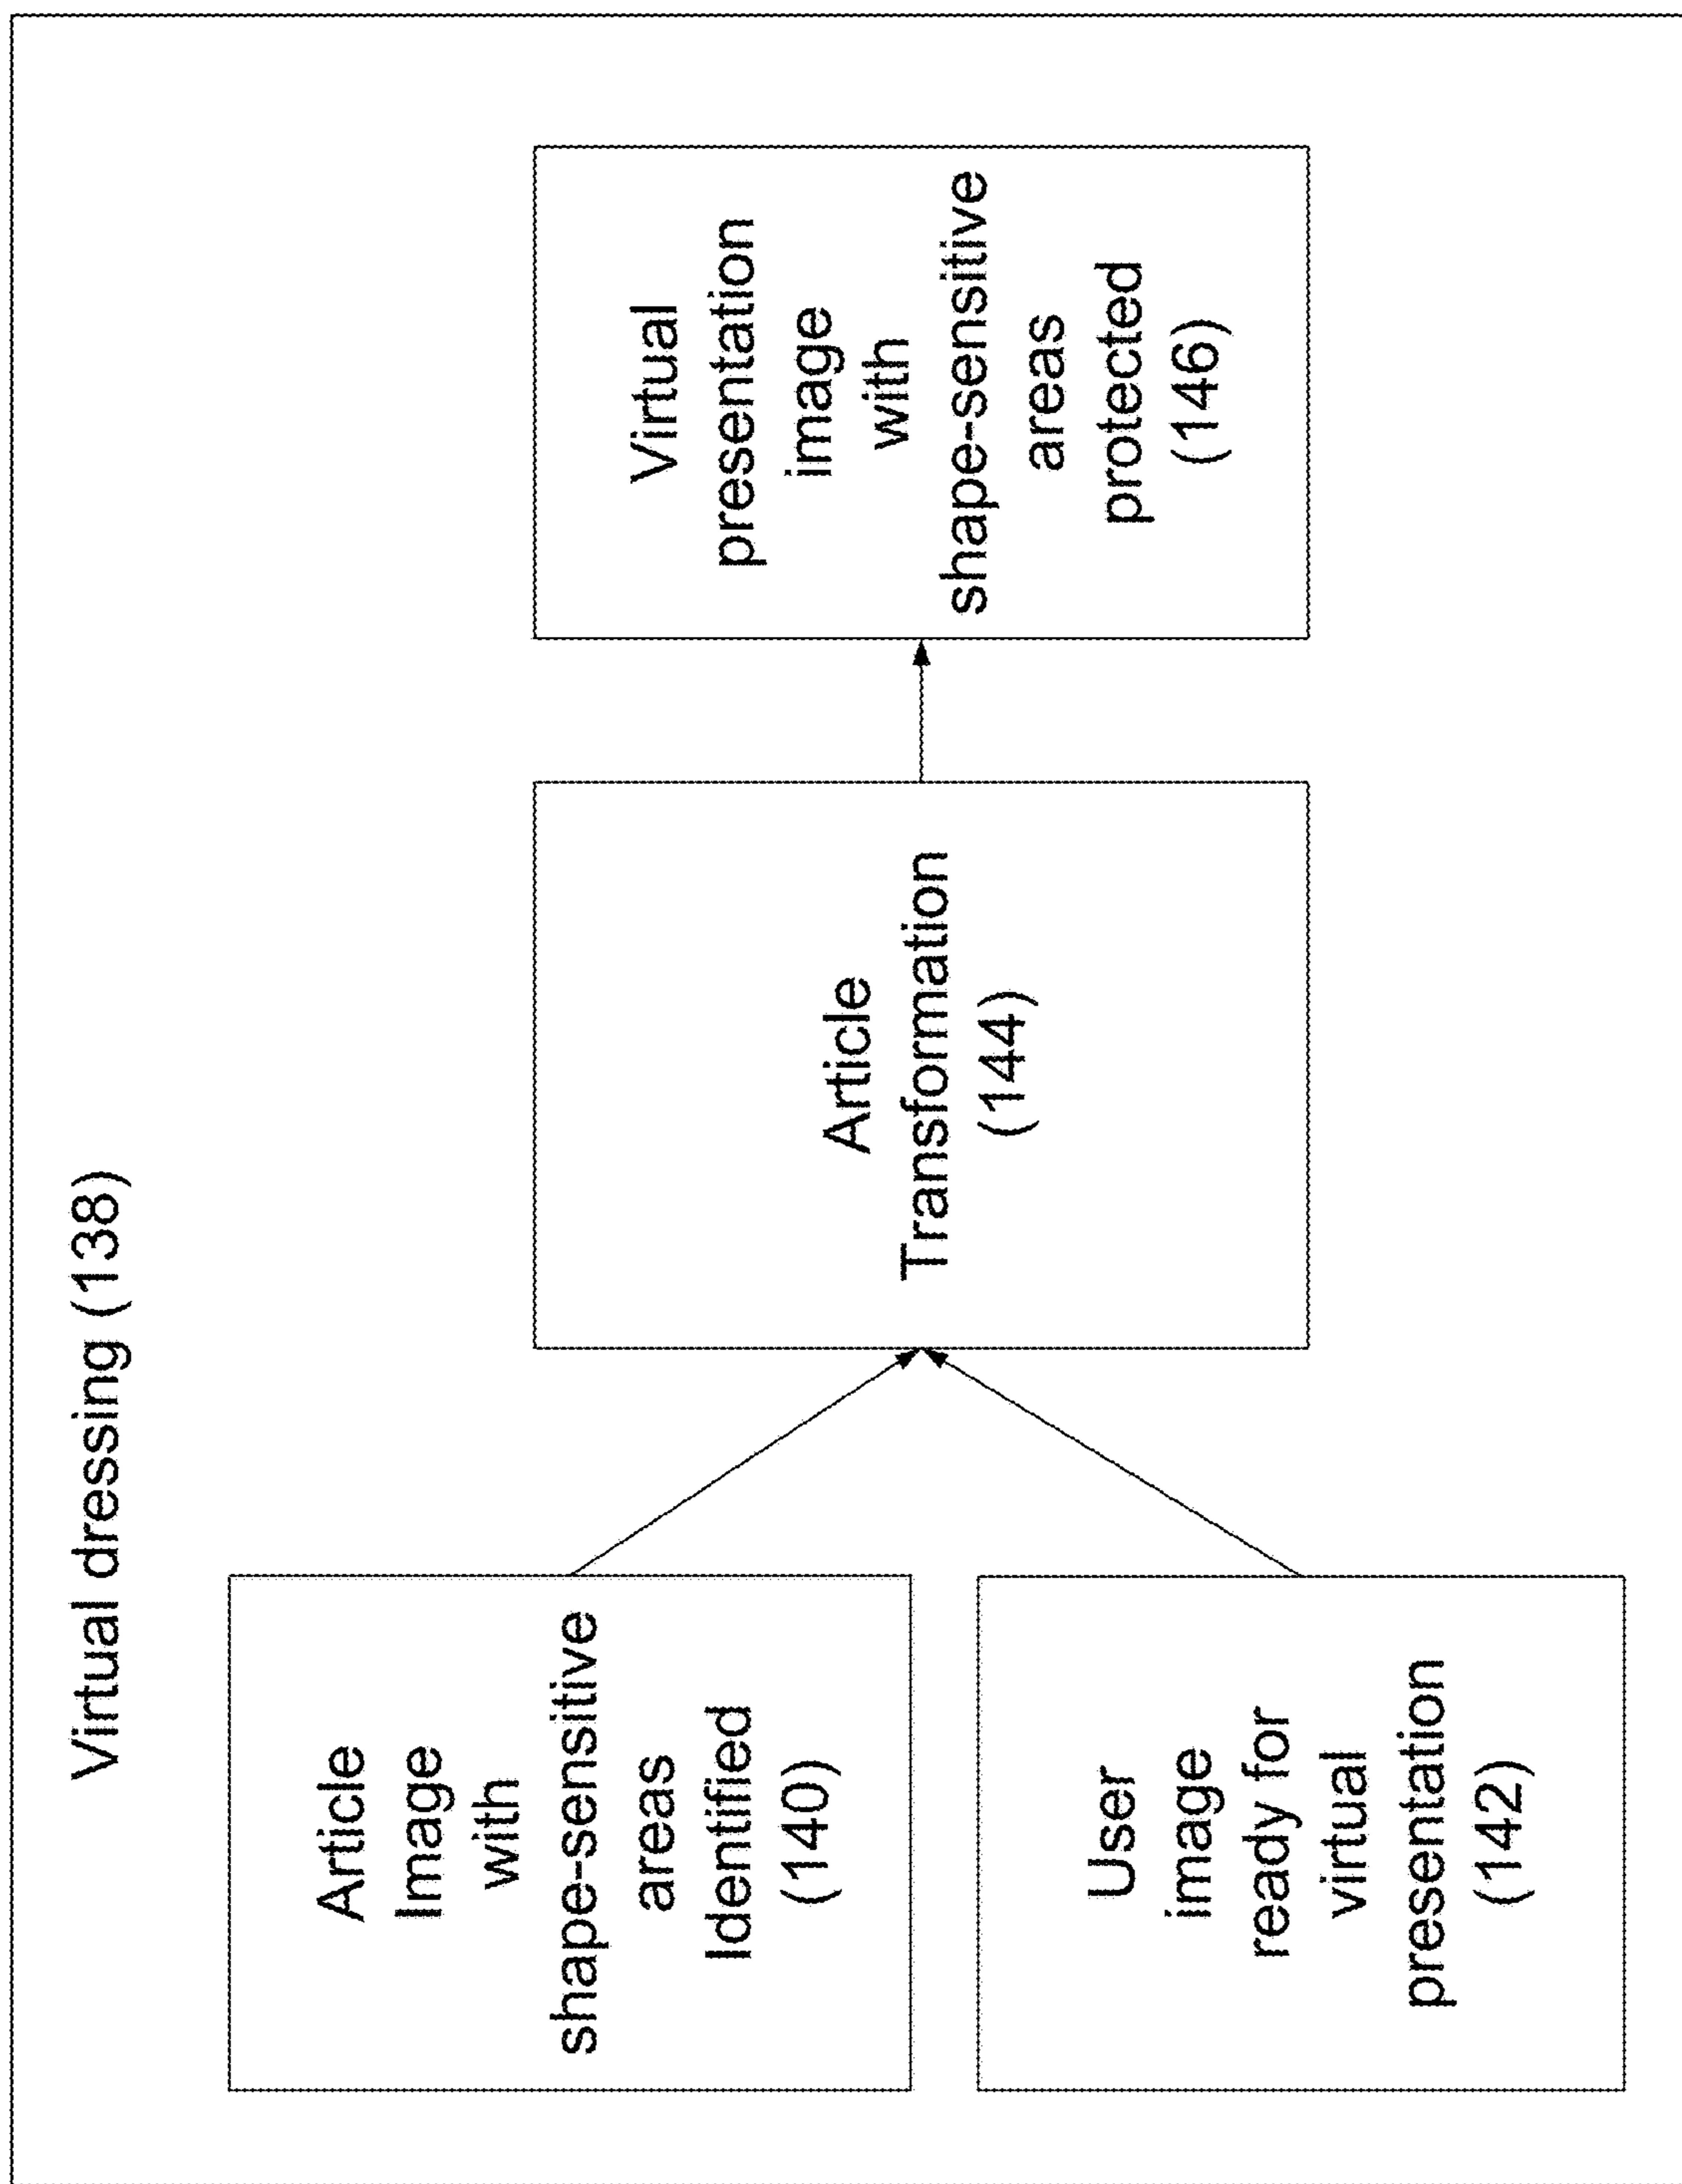 Virtual dressing (138)
Article
Image
with
shape-sensitive
areas
Identified
(140)
User
image
ready for
virtual
presentation
(142)
Article
Transformation
(144)
Virtual
presentation
image
with
shape-sensitive
areas
protected
(146)